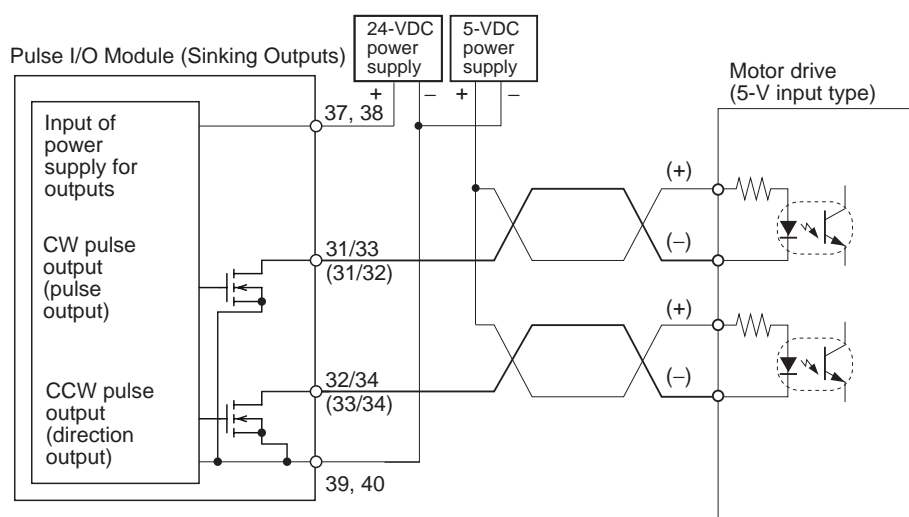 24-VDC
power
supply
5-VDC
power
supply
Pulse I/O Module (Sinking Outputs)
Motor drive
(5-V input type)
+
–
+
–
37, 38
Input of
power
supply for
outputs
(+)
(–)
CW pulse
output
(pulse
output)
31/33
(31/32)
(+)
(–)
CCW pulse
output
(direction
output)
32/34
(33/34)
39, 40